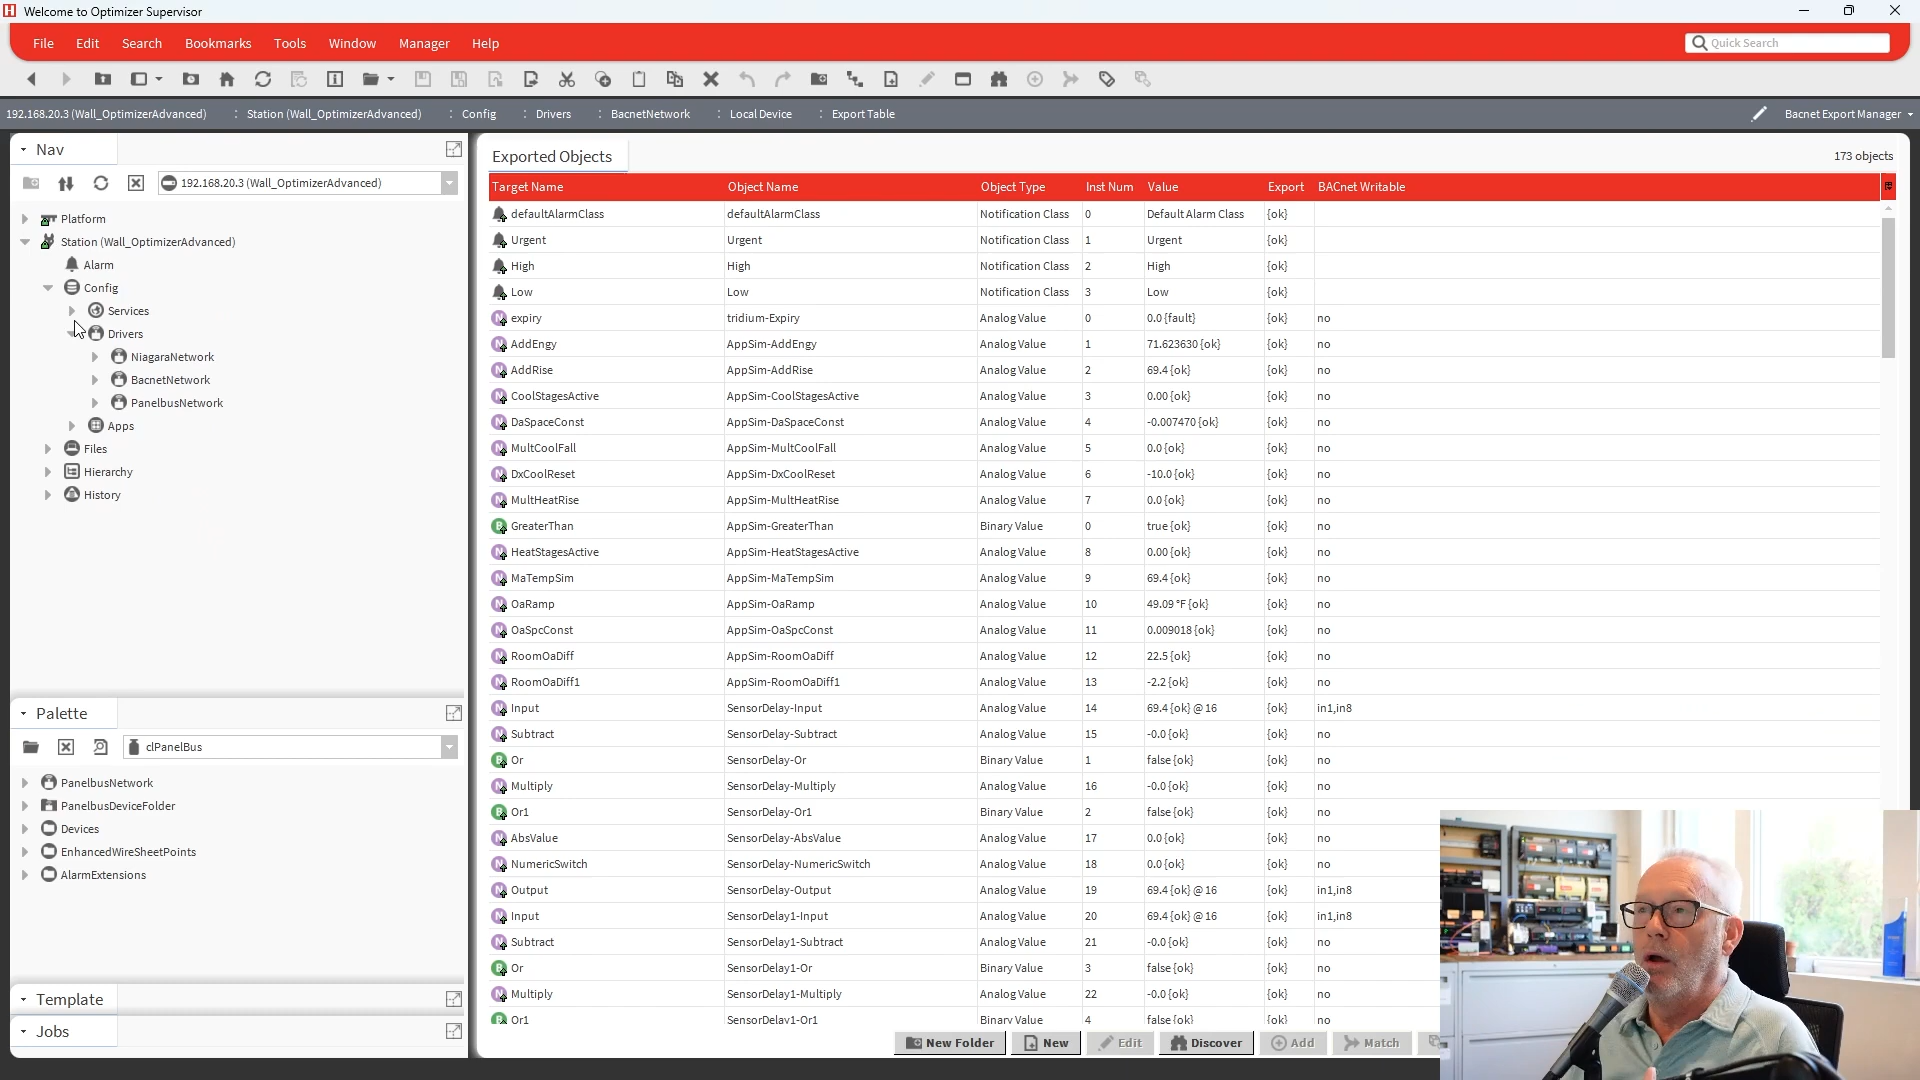 Welcome to Optimizer Supervisor
File Edit Search Bookmarks Tools Window Manager Help
Quick Search
192.168.20.3 (Wall_OptimizerAdvanced) : Station (Wall_OptimizerAdvanced) : Config : Drivers : BacnetNetwork : Local Device : Export Table
Bacnet Export Manager
Nav
192.168.20.3 (Wall_OptimizerAdvanced)
Platform
Station (Wall_OptimizerAdvanced)
Alarm
Config
Services
Drivers
NiagaraNetwork
BacnetNetwork
PanelbusNetwork
Apps
Files
Hierarchy
History
Palette
clPanelBus
PanelbusNetwork
PanelbusDeviceFolder
Devices
EnhancedWireSheetPoints
AlarmExtensions
Template
Jobs
Exported Objects
173 objects
Target Name Object Name Object Type Inst Num Value Export BACnet Writable
defaultAlarmClass defaultAlarmClass Notification Class 0 Default Alarm Class {ok}
Urgent Urgent Notification Class 1 Urgent {ok}
High High Notification Class 2 High {ok}
Low Low Notification Class 3 Low {ok}
expiry tridium-Expiry Analog Value 0 0.0 {fault} {ok} no
AddEngy AppSim-AddEngy Analog Value 1 71.623630 {ok} {ok} no
AddRise AppSim-AddRise Analog Value 2 69.4 {ok} {ok} no
CoolStagesActive AppSim-CoolStagesActive Analog Value 3 0.00 {ok} {ok} no
DaSpaceConst AppSim-DaSpaceConst Analog Value 4 -0.007470 {ok} {ok} no
MultCoolFall AppSim-MultCoolFall Analog Value 5 0.0 {ok} {ok} no
DxCoolReset AppSim-DxCoolReset Analog Value 6 -10.0 {ok} {ok} no
MultHeatRise AppSim-MultHeatRise Analog Value 7 0.0 {ok} {ok} no
GreaterThan AppSim-GreaterThan Binary Value 0 true {ok} {ok} no
HeatStagesActive AppSim-HeatStagesActive Analog Value 8 0.00 {ok} {ok} no
MaTempSim AppSim-MaTempSim Analog Value 9 69.4 {ok} {ok} no
OaRamp AppSim-OaRamp Analog Value 10 49.09 °F {ok} {ok} no
OaSpcConst AppSim-OaSpcConst Analog Value 11 0.009018 {ok} {ok} no
RoomOaDiff AppSim-RoomOaDiff Analog Value 12 22.5 {ok} {ok} no
RoomOaDiff1 AppSim-RoomOaDiff1 Analog Value 13 -2.2 {ok} {ok} no
Input SensorDelay-Input Analog Value 14 69.4 {ok} @ 16 {ok} in1,in8
Subtract SensorDelay-Subtract Analog Value 15 -0.0 {ok} {ok} no
Or SensorDelay-Or Binary Value 1 false {ok} {ok} no
Multiply SensorDelay-Multiply Analog Value 16 -0.0 {ok} {ok} no
Or1 SensorDelay-Or1 Binary Value 2 false {ok} {ok} no
AbsValue SensorDelay-AbsValue Analog Value 17 0.0 {ok} {ok} no
NumericSwitch SensorDelay-NumericSwitch Analog Value 18 0.0 {ok} {ok} no
Output SensorDelay-Output Analog Value 19 69.4 {ok} @ 16 {ok} in1,in8
Input SensorDelay1-Input Analog Value 20 69.4 {ok} @ 16 {ok} in1,in8
Subtract SensorDelay1-Subtract Analog Value 21 -0.0 {ok} {ok} no
Or SensorDelay1-Or Binary Value 3 false {ok} {ok} no
Multiply SensorDelay1-Multiply Analog Value 22 -0.0 {ok} {ok} no
Or1 SensorDelay1-Or1 Binary Value 4 false {ok} {ok} no
New Folder New Edit Discover Add Match